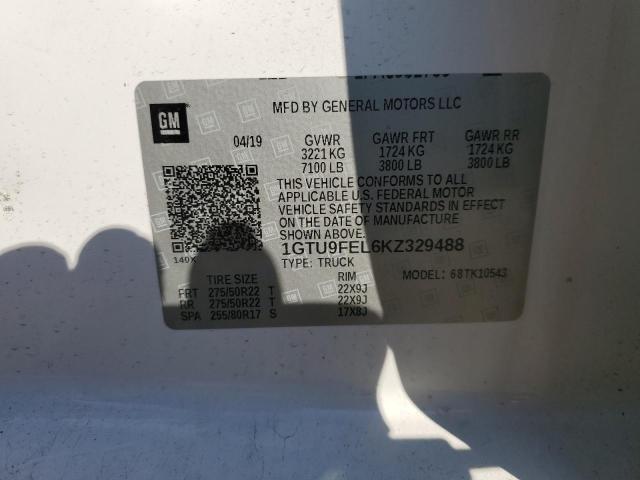 GM
MFD BY GENERAL MOTORS LLC
04/19 GVWR GAWR FRT GAWR RR
3221 KG 1724 KG 1724 KG
7100 LB 3800 LB 3800 LB
THIS VEHICLE CONFORMS TO ALL
APPLICABLE U.S. FEDERAL MOTOR
VEHICLE SAFETY STANDARDS IN EFFECT
ON THE DATE OF MANUFACTURE
SHOWN ABOVE.
1GTU9FEL6KZ329488
140X
TYPE: TRUCK
MODEL: 68TK10543
TIRE SIZE RIM
FRT 275/50R22 T 22X9J
RR 275/50R22 T 22X9J
SPA 255/80R17 S 17X8J